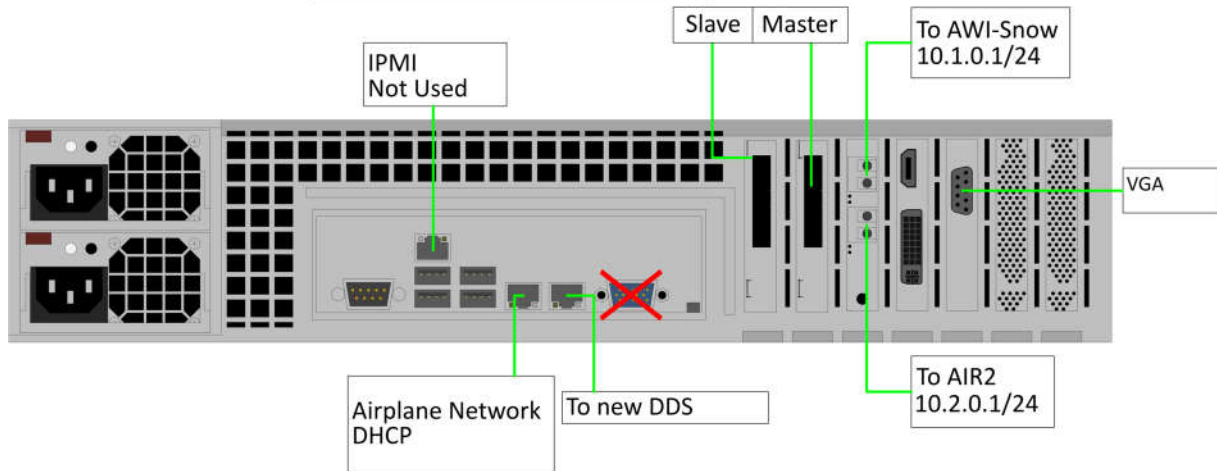 Slave
Master
To AWI-Snow
10.1.0.1/24
IPMI
Not Used
VGA
Airplane Network
DHCP
To new DDS
To AIR2
10.2.0.1/24